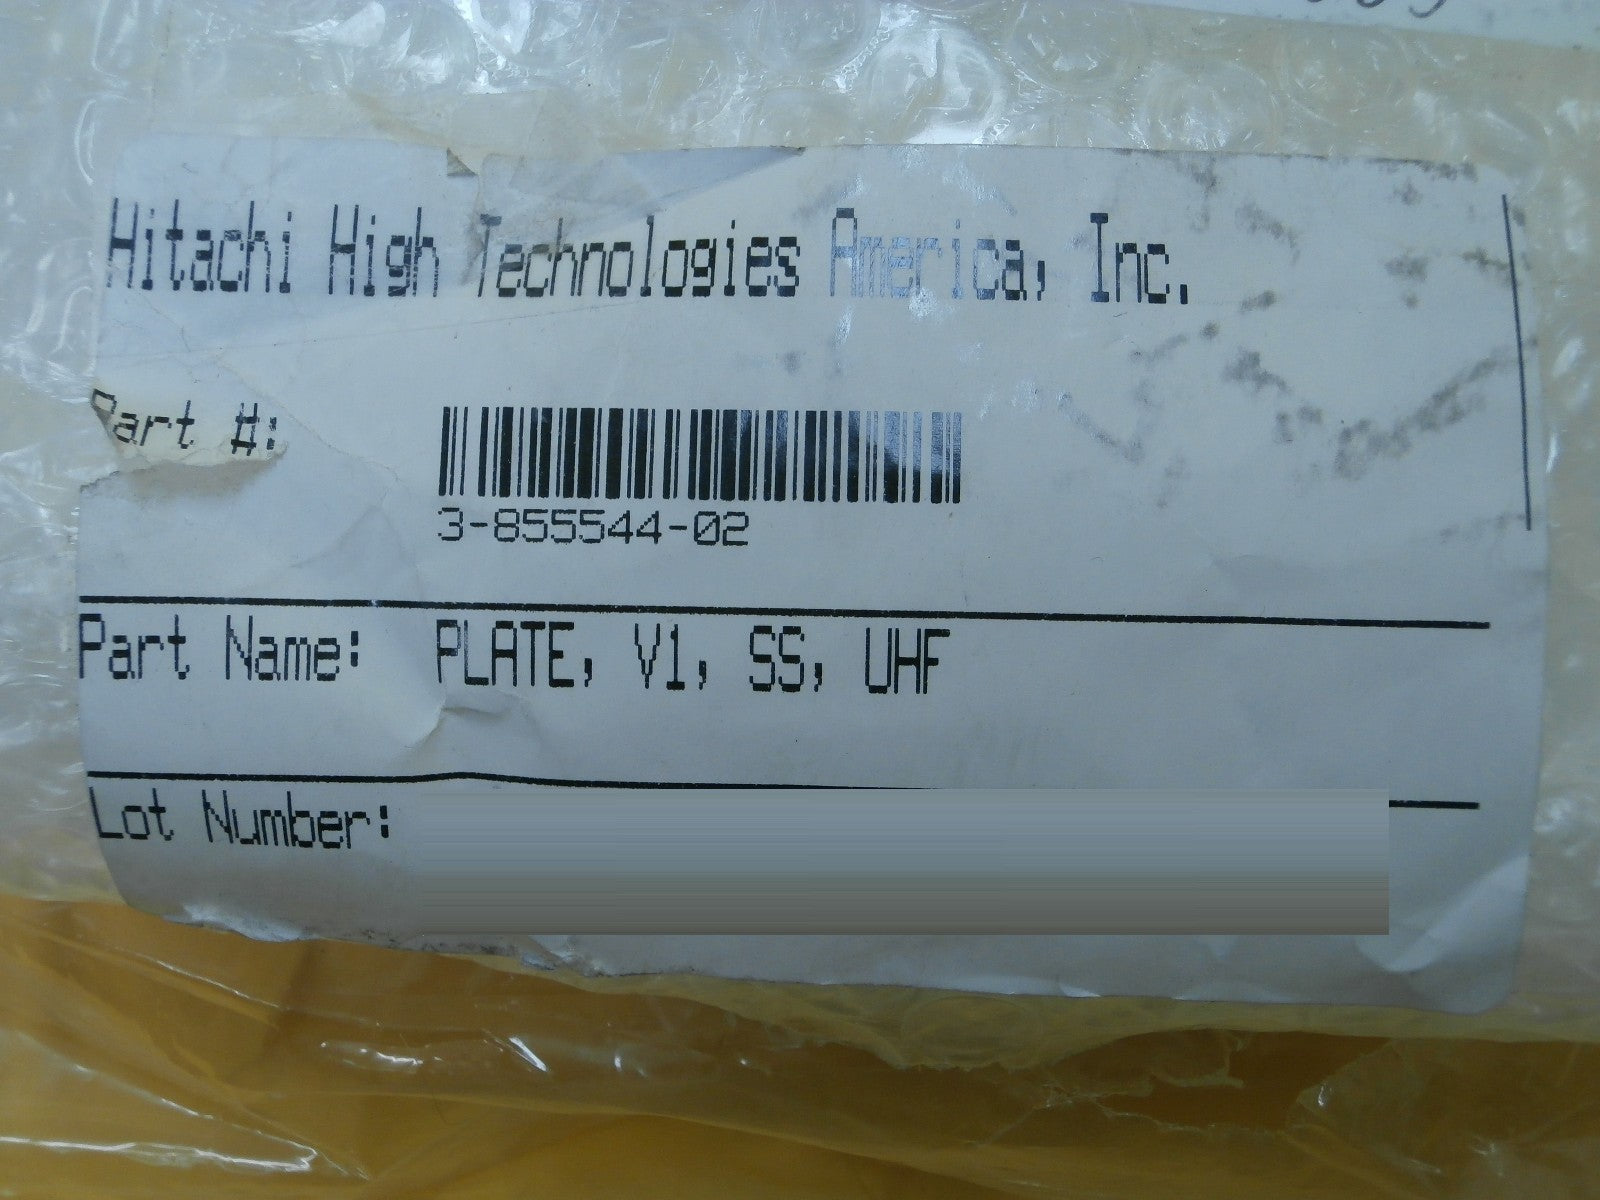 Hitachi High Technologies America, Inc.
Part #:
3-855544-02
Part Name: PLATE, V1, SS, UHF
Lot Number: